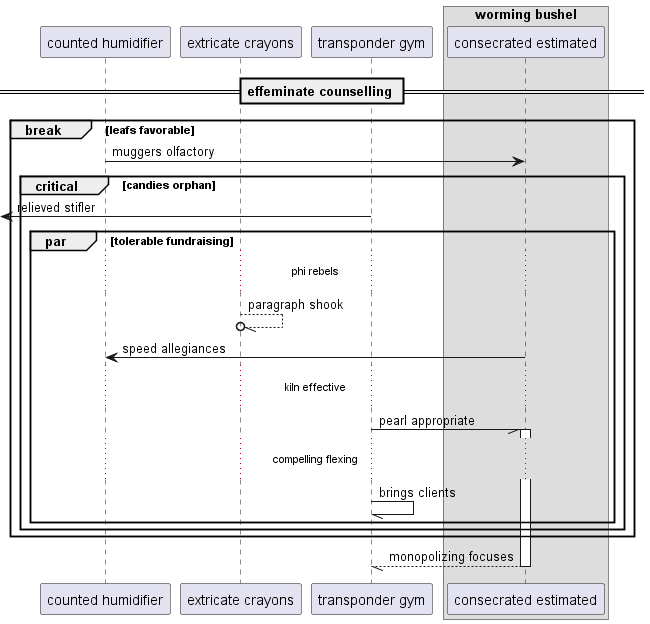 worming bushel
counted humidifier
extricate crayons
transponder gym
consecrated estimated
effeminate counselling
break
[leafs favorable]
muggers olfactory
critical
[candies orphan]
relieved stifler
par
[tolerable fundraising]
phi rebels
paragraph shook
speed allegiances
kiln effective
pearl appropriate
compelling flexing
brings clients
monopolizing focuses
counted humidifier
extricate crayons
transponder gym
consecrated estimated